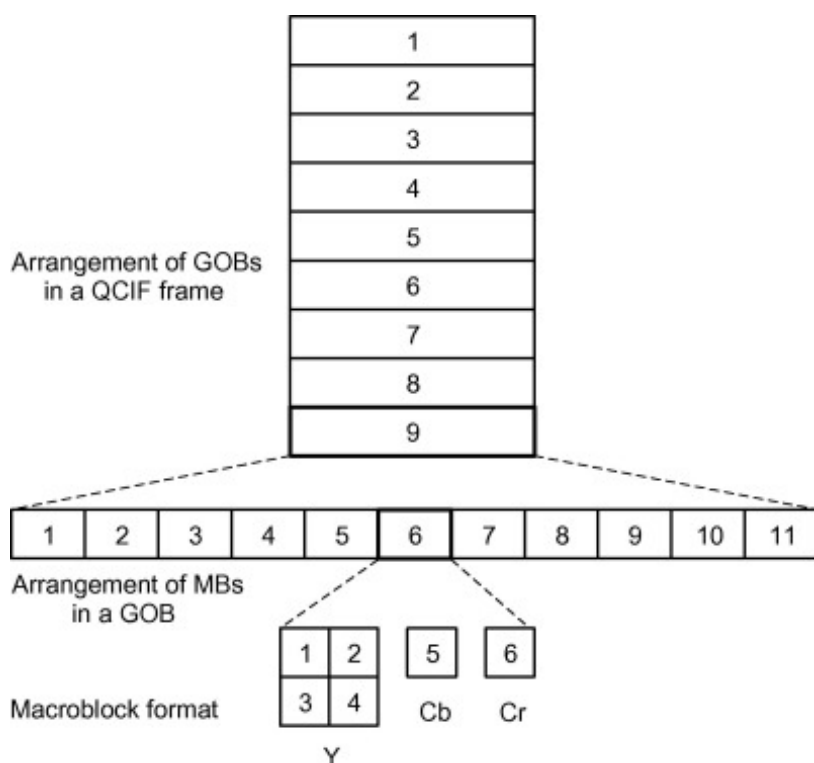 1
2
3
4
5
Arrangement of GOBs
in a QCIF frame
6
7
8
9
1 2 3 4 5 6 7 8 9 10 11
Arrangement of MBs
in a GOB
1 2 5 6
3 4
Macroblock format
Cb Cr
Y